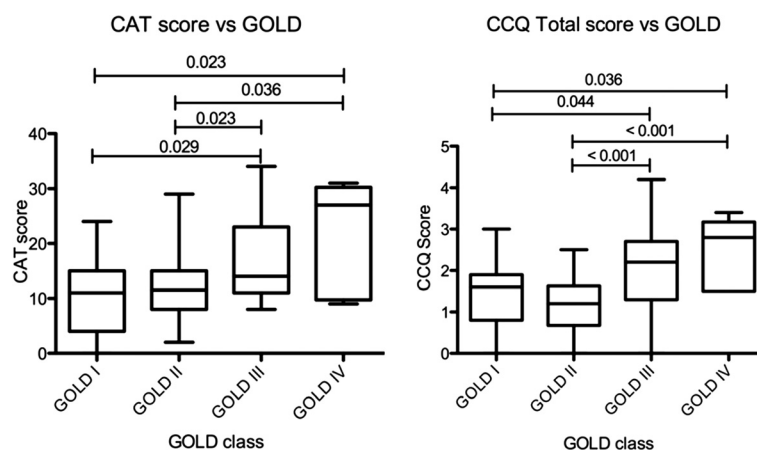 CAT score vs GOLD
0.023
0.036
0.023
0.029
40
30
20
10
0
CAT score
GOLD I
GOLD II
GOLD III
GOLD IV
GOLD class
CCQ Total score vs GOLD
0.036
0.044
< 0.001
< 0.001
5
4
3
2
1
0
CCQ Score
GOLD I
GOLD II
GOLD III
GOLD IV
GOLD class